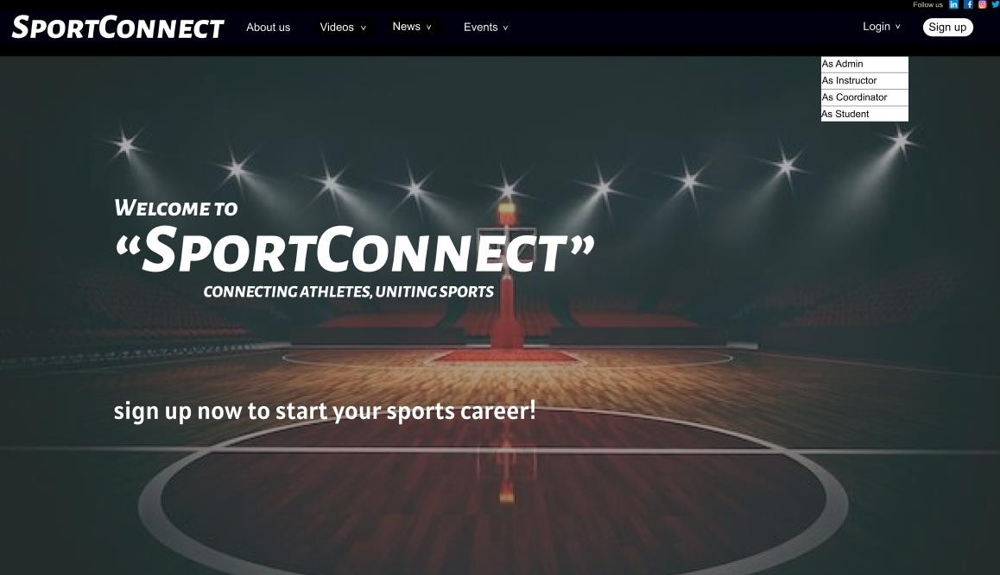 Follow us
SPORTCONNECT
About us
Videos v
News v
Events v
Login v
Sign up
As Admin
As Instructor
As Coordinator
As Student
WELCOME TO
“SPORTCONNECT”
CONNECTING ATHLETES, UNITING SPORTS
sign up now to start your sports career!